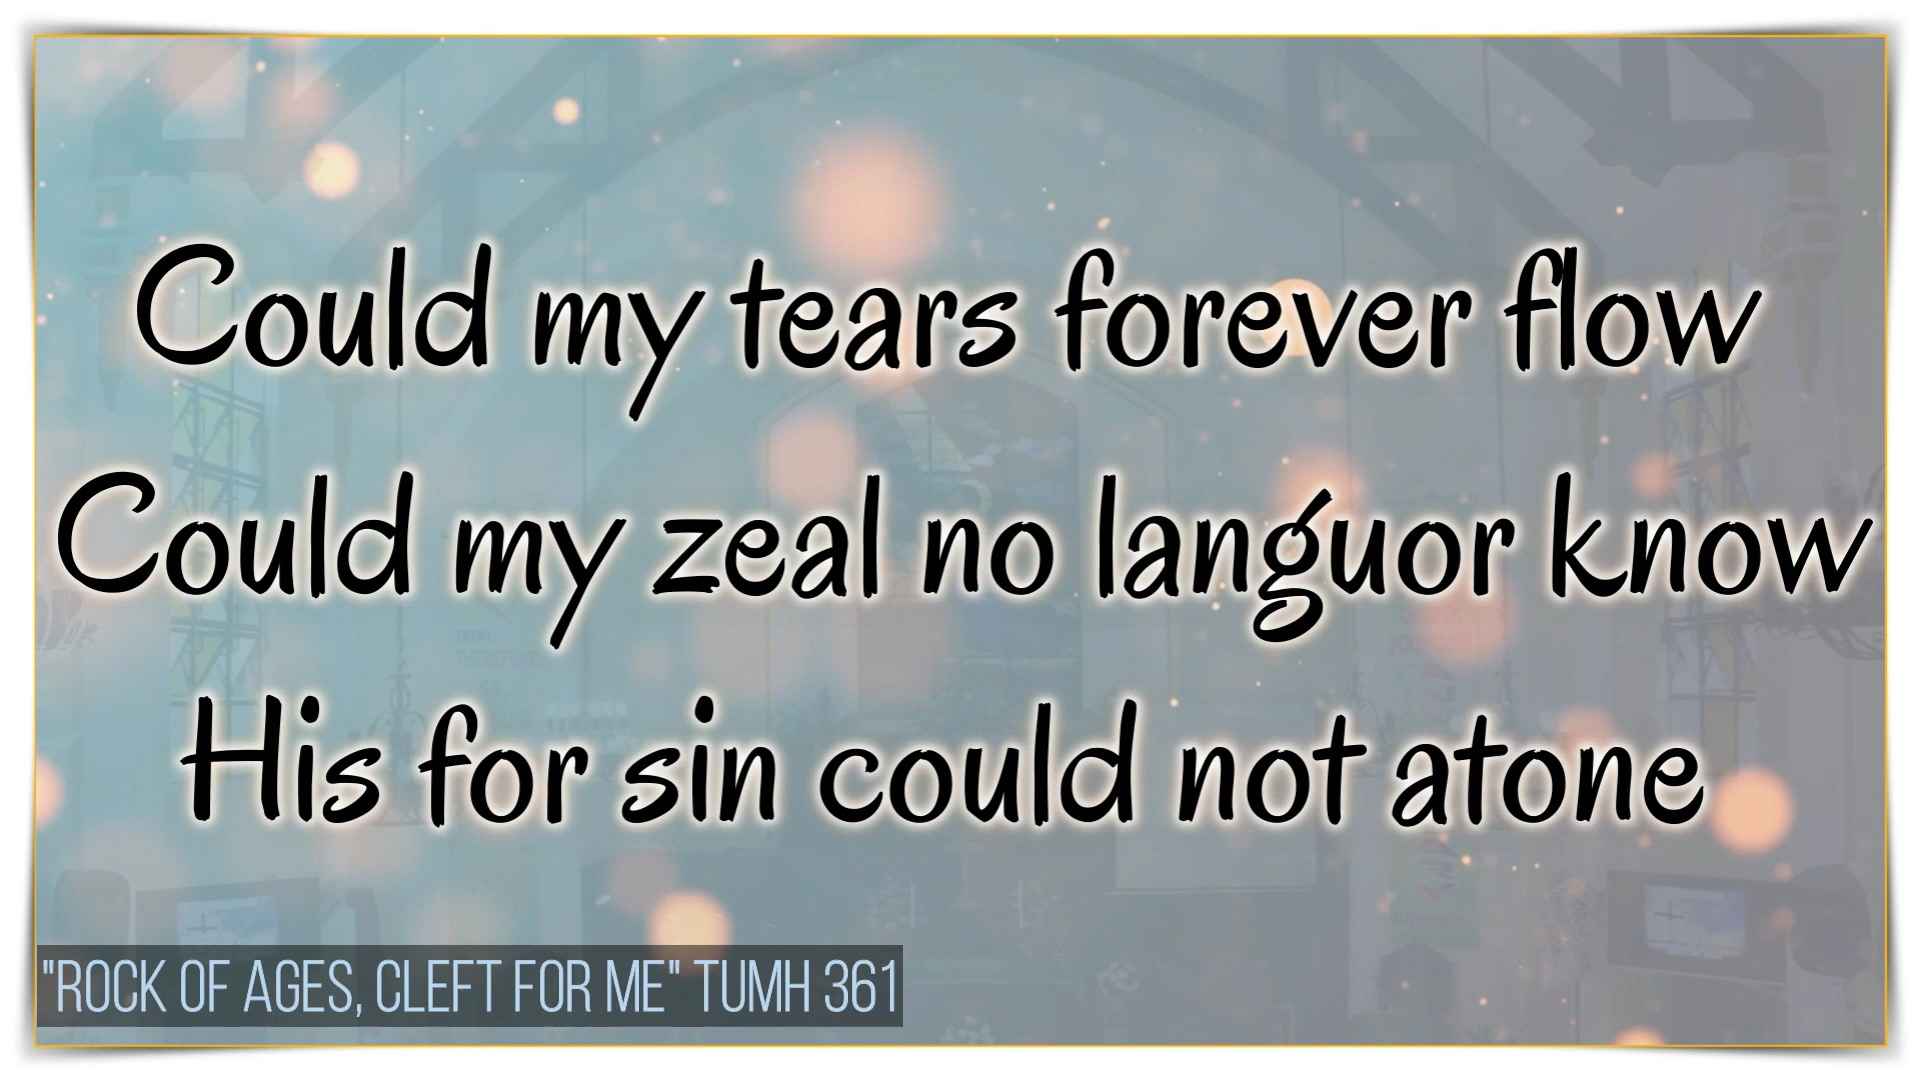 Could my tears forever flow
Could my zeal no languor know
His for sin could not atone
"ROCK OF AGES, CLEFT FOR ME" TUMH 361